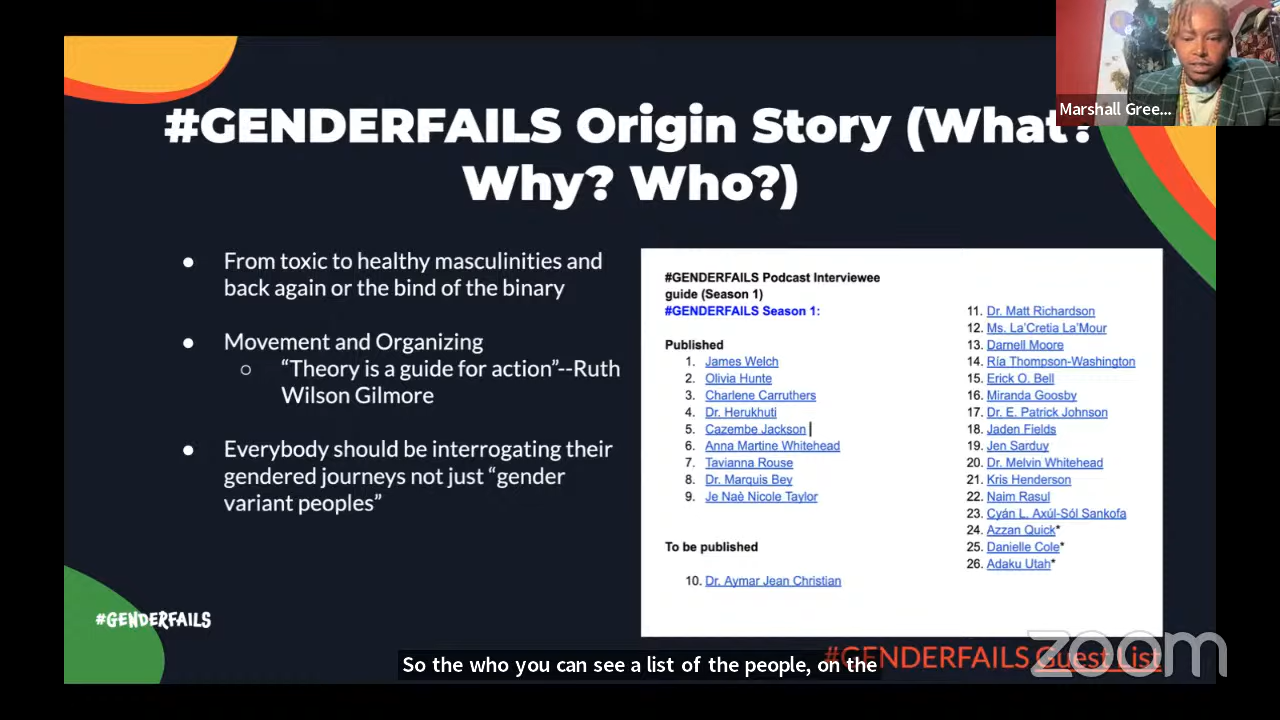 #GENDERFAILS Origin Story (What?
Why? Who?)
Marshall Gree...
● From toxic to healthy masculinities and
back again or the bind of the binary
● Movement and Organizing
○ “Theory is a guide for action”--Ruth
Wilson Gilmore
● Everybody should be interrogating their
gendered journeys not just “gender
variant peoples”
#GENDERFAILS
#GENDERFAILS Podcast Interviewee
guide (Season 1)
#GENDERFAILS Season 1:
Published
1. James Welch
2. Olivia Hunte
3. Charlene Carruthers
4. Dr. Herukhuti
5. Cazembe Jackson
6. Anna Martine Whitehead
7. Tavianna Rouse
8. Dr. Marquis Bey
9. Je Naè Nicole Taylor
To be published
10. Dr. Aymar Jean Christian
11. Dr. Matt Richardson
12. Ms. La’Cretia La’Mour
13. Darnell Moore
14. Ría Thompson-Washington
15. Erick O. Bell
16. Miranda Goosby
17. Dr. E. Patrick Johnson
18. Jaden Fields
19. Jen Sarduy
20. Dr. Melvin Whitehead
21. Kris Henderson
22. Naim Rasul
23. Cyán L. Axúl-Sól Sankofa
24. Azzan Quick*
25. Danielle Cole*
26. Adaku Utah*
#GENDERFAILS Guest List
zoom
So the who you can see a list of the people, on the